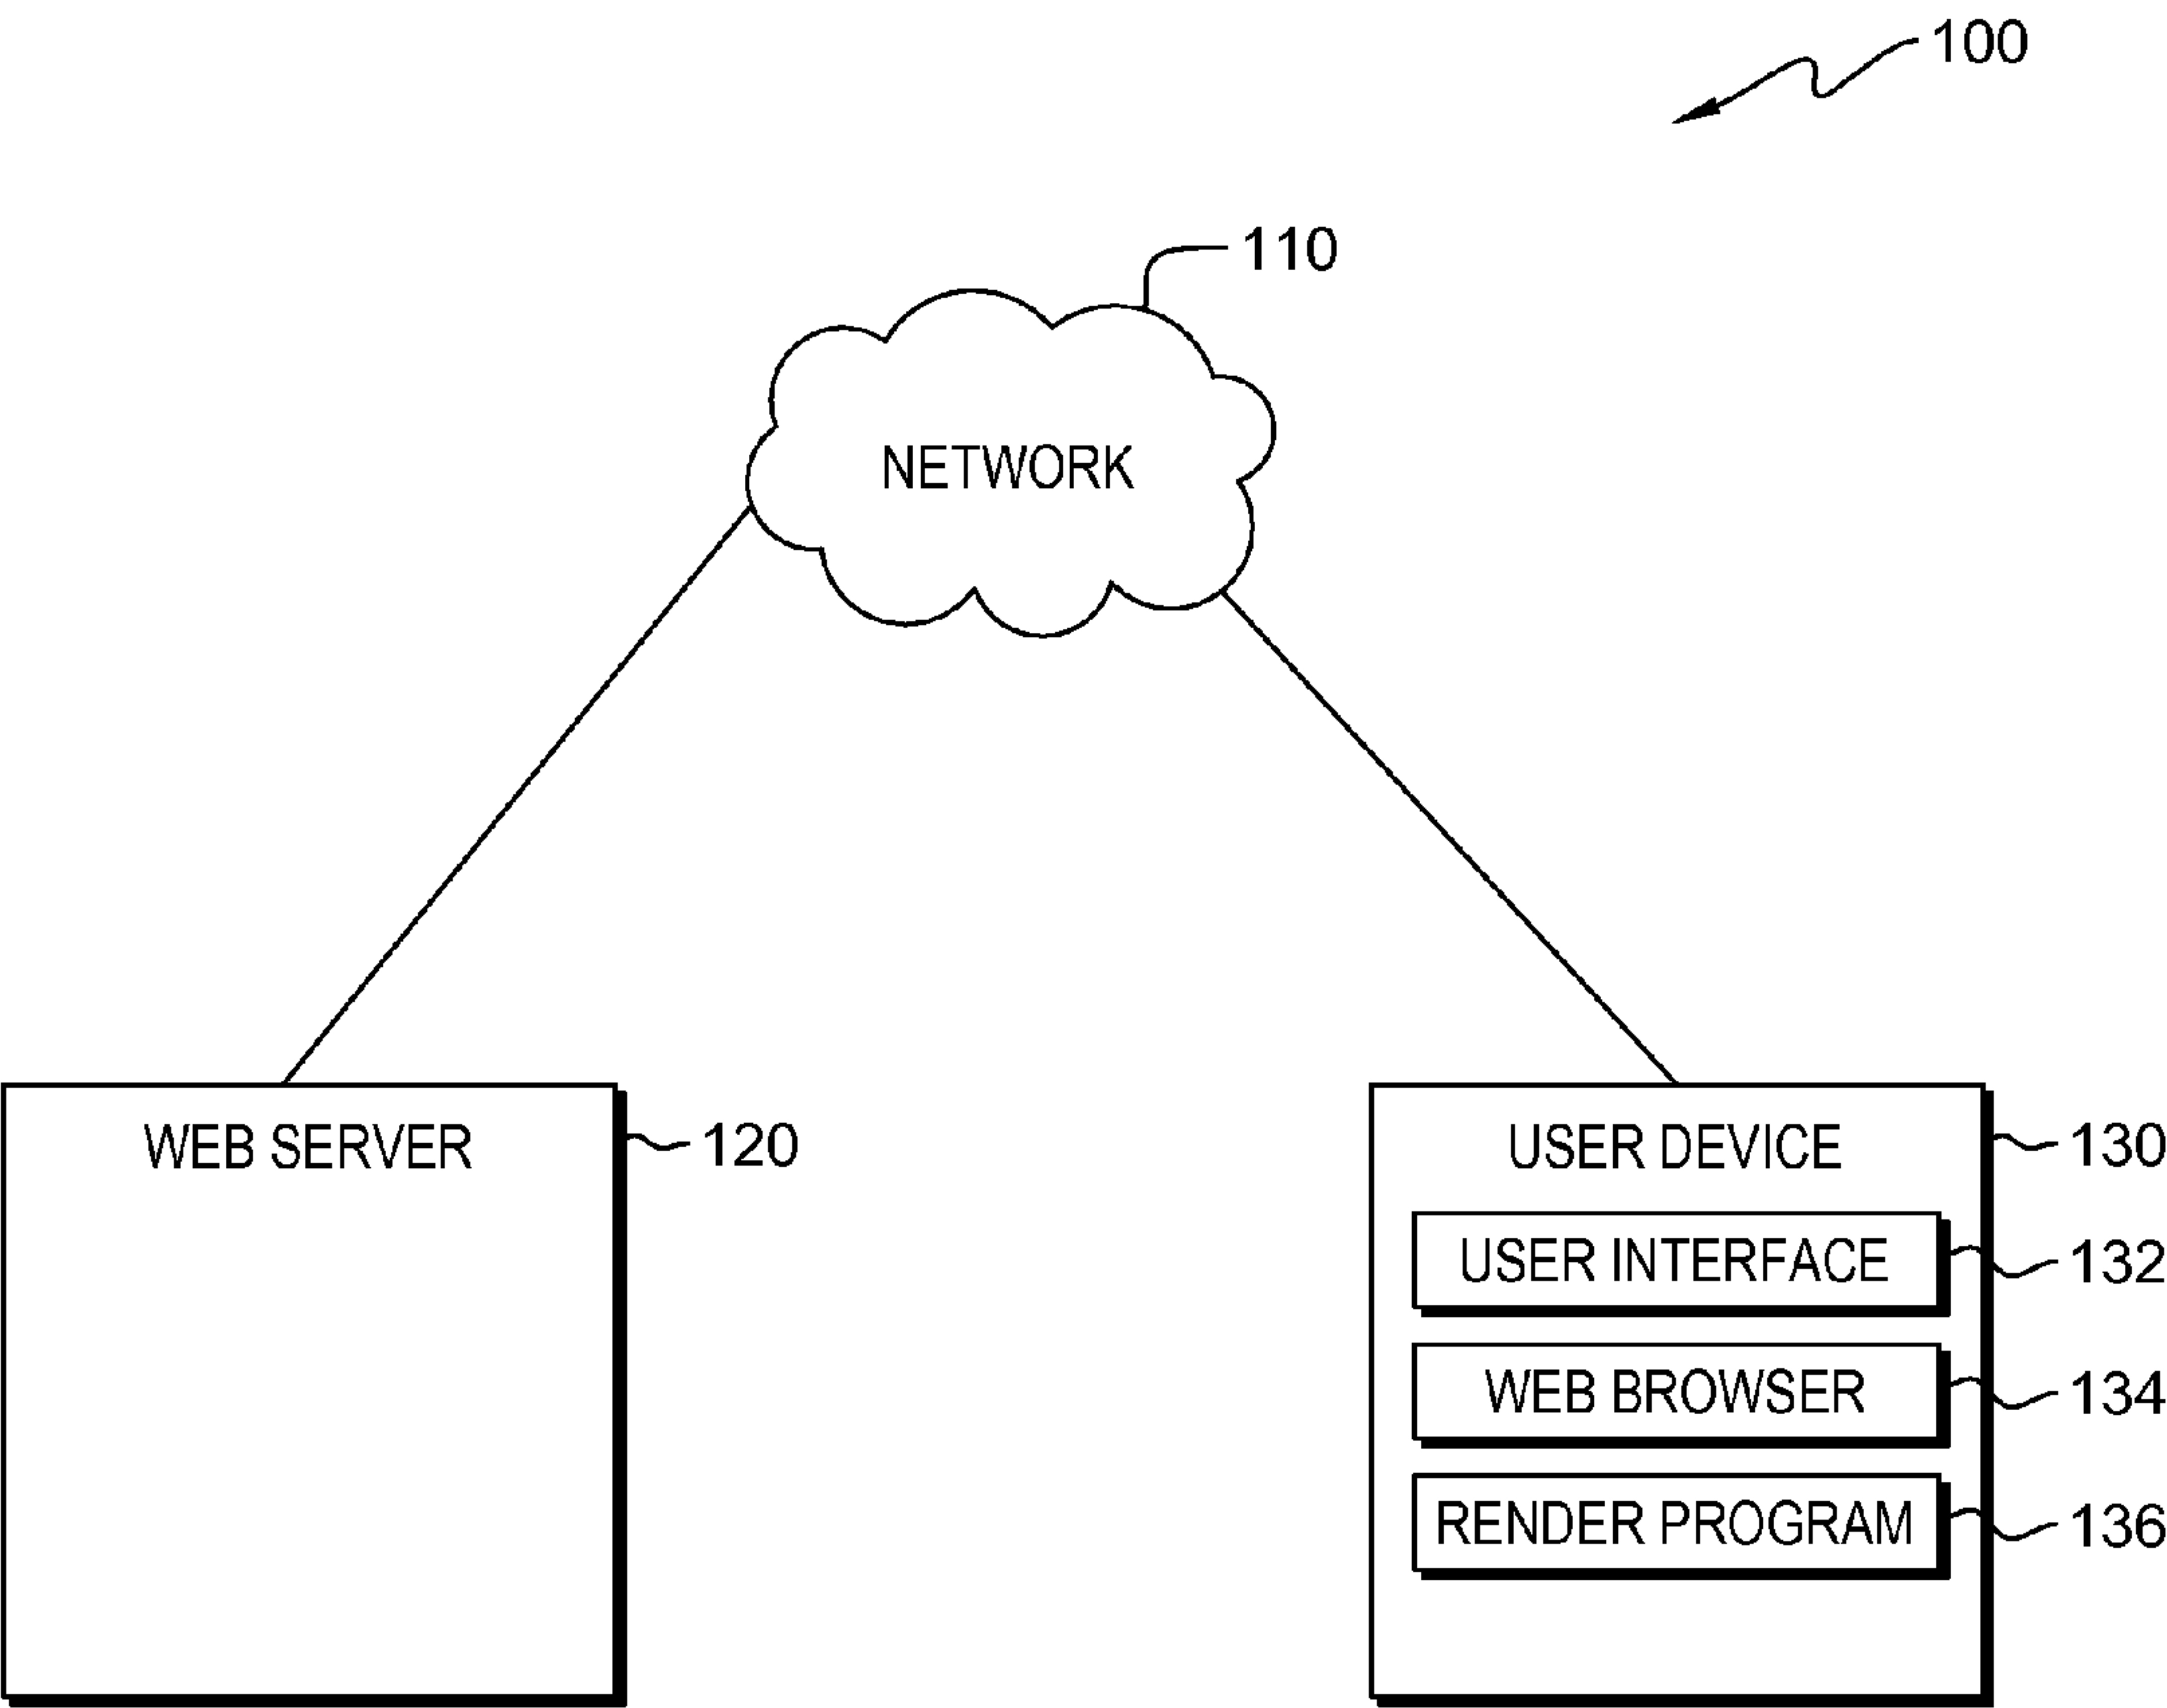 100
110
NETWORK
WEB SERVER 120
USER DEVICE 130
USER INTERFACE 132
WEB BROWSER 134
RENDER PROGRAM 136